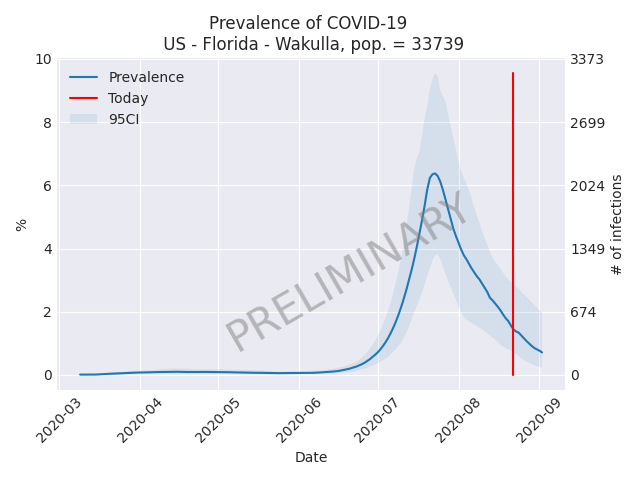 Prevalence of COVID-19
US - Florida - Wakulla, pop. = 33739
Prevalence
Today
95CI
10
8
6
4
2
0
%
3373
2699
2024
1349
674
0
# of infections
PRELIMINARY
2020-03
2020-04
2020-05
2020-06
2020-07
2020-08
2020-09
Date